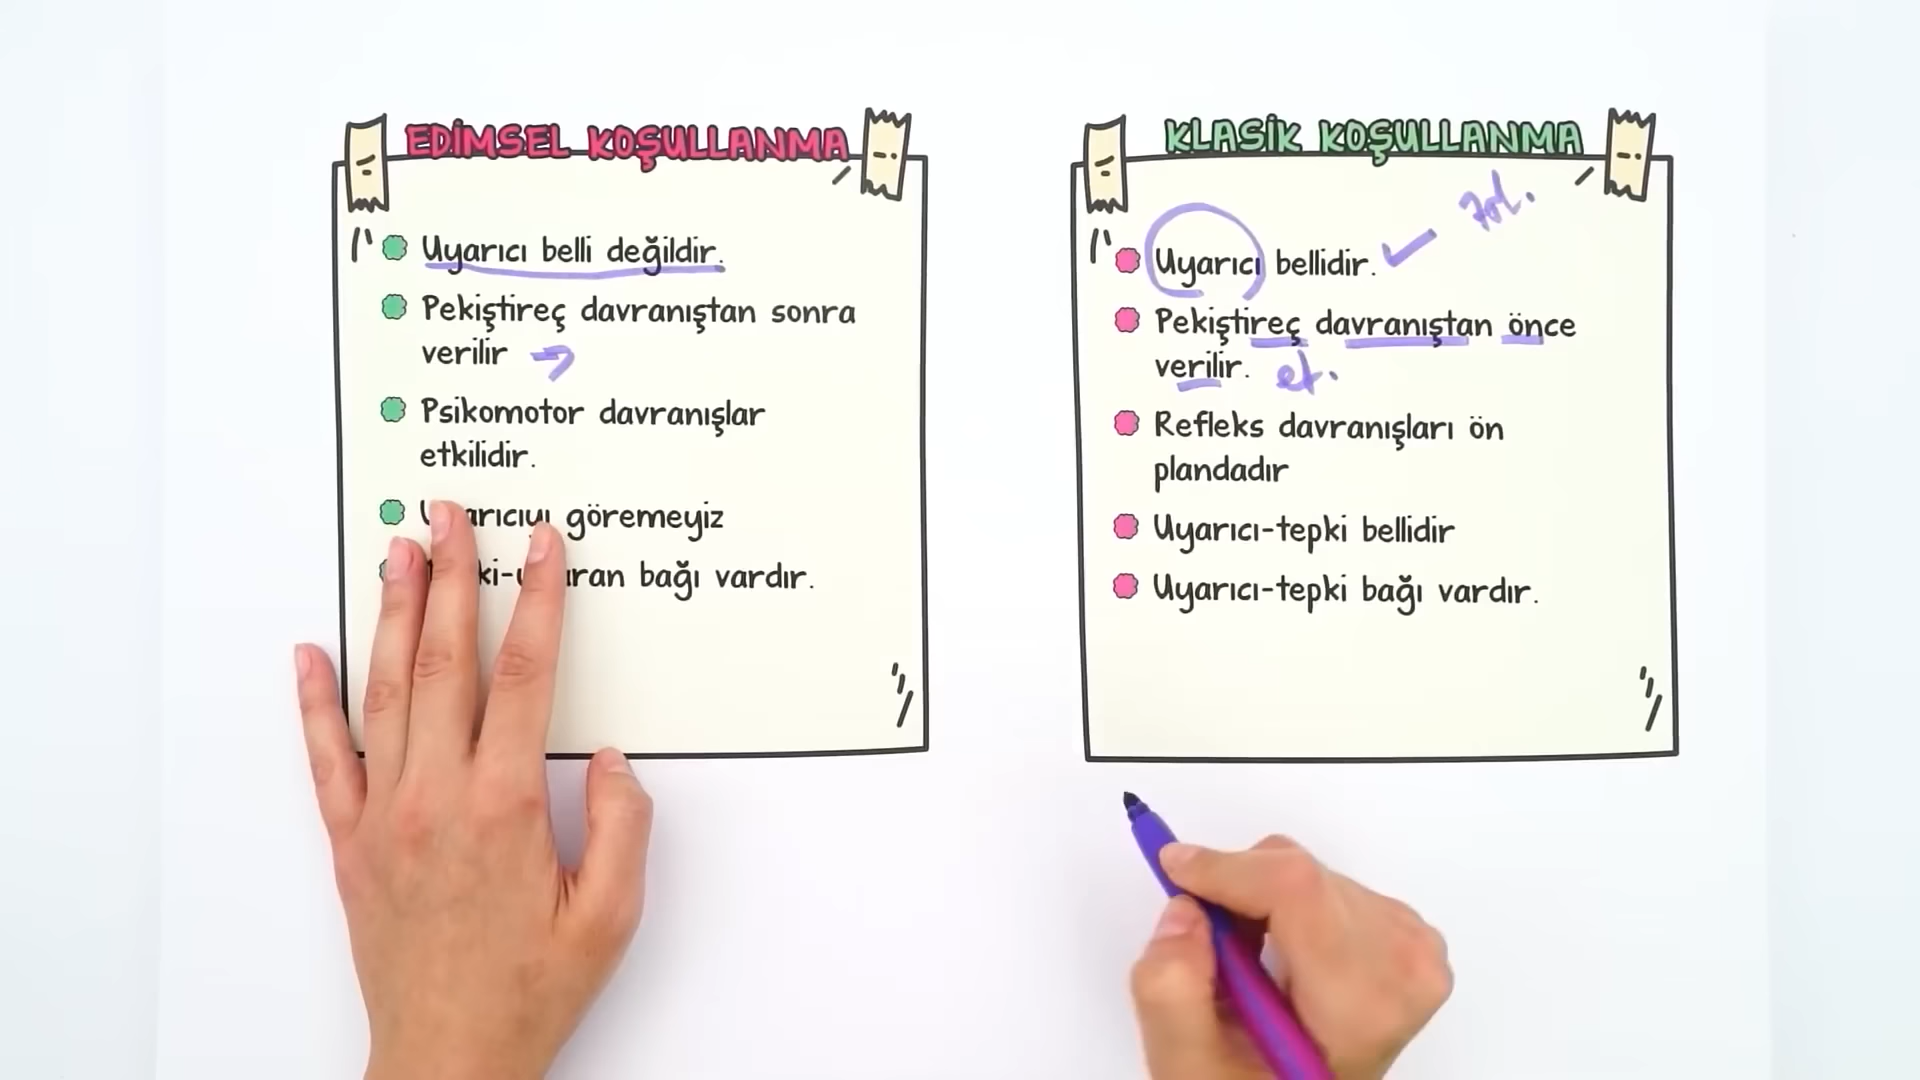 EDİMSEL KOŞULLANMA
Uyarıcı belli değildir.
Pekiştireç davranıştan sonra
verilir
Psikomotor davranışlar
etkilidir.
göremeyiz
bağı vardır.
KLASİK KOŞULLANMA
Uyarıcı bellidir.
Pekiştireç davranıştan önce
verilir. et.
Refleks davranışları ön
plandadır
Uyarıcı-tepki bellidir
Uyarıcı-tepki bağı vardır.